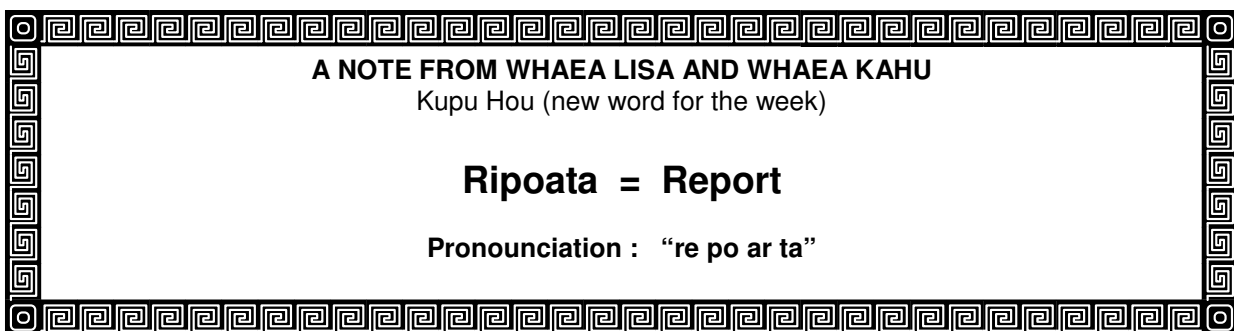 A NOTE FROM WHAEA LISA AND WHAEA KAHU
Kupu Hou (new word for the week)
Ripoata = Report
Pronounciation : “re po ar ta”